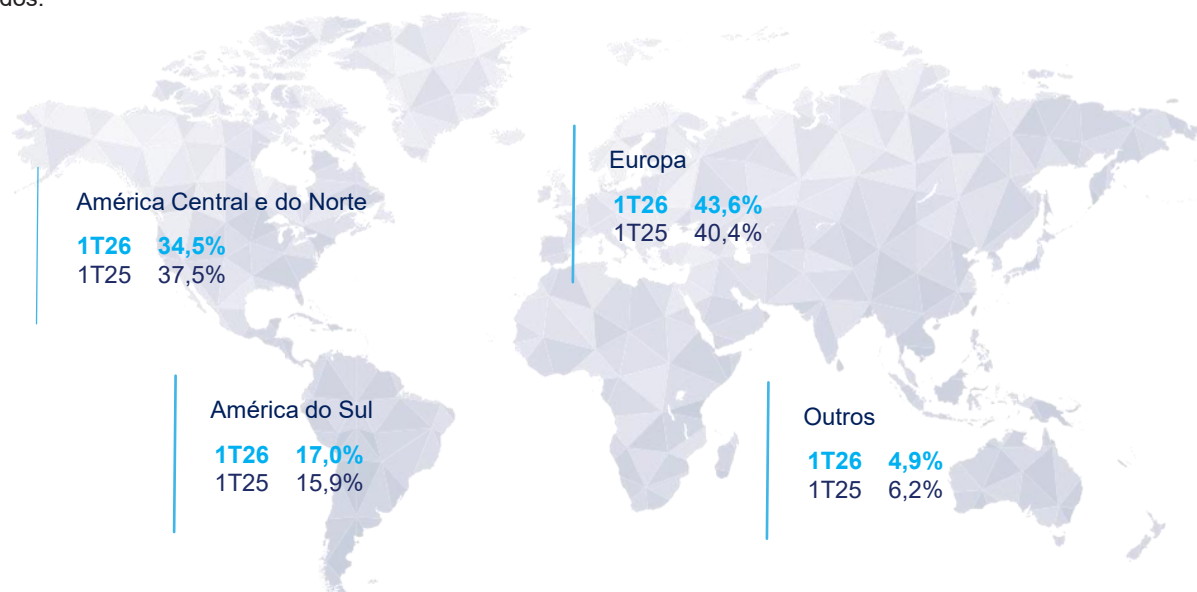 dos.
América Central e do Norte
1T26 34,5%
1T25 37,5%
Europa
1T26 43,6%
1T25 40,4%
América do Sul
1T26 17,0%
1T25 15,9%
Outros
1T26 4,9%
1T25 6,2%